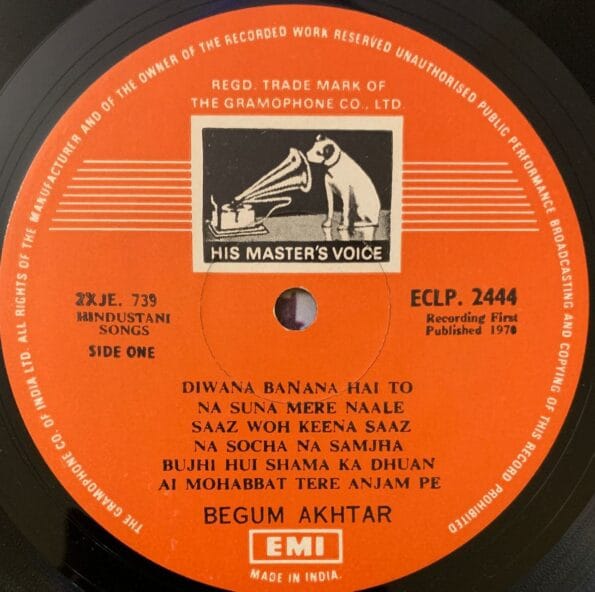 THE GRAMOPHONE CO. OF INDIA LTD. ALL RIGHTS OF THE MANUFACTURER AND OF THE OWNER OF THE RECORDED WORK RESERVED UNAUTHORISED PUBLIC PERFORMANCE BROADCASTING AND COPYING OF THIS RECORD PROHIBITED
REGD. TRADE MARK OF
THE GRAMOPHONE CO., LTD.
HIS MASTER'S VOICE
2XJE. 739
HINDUSTANI
SONGS
SIDE ONE
ECLP. 2444
Recording First
Published 1970
DIWANA BANANA HAI TO
NA SUNA MERE NAALE
SAAZ WOH KEENA SAAZ
NA SOCHA NA SAMJHA
BUJHI HUI SHAMA KA DHUAN
AI MOHABBAT TERE ANJAM PE
BEGUM AKHTAR
EMI
MADE IN INDIA.